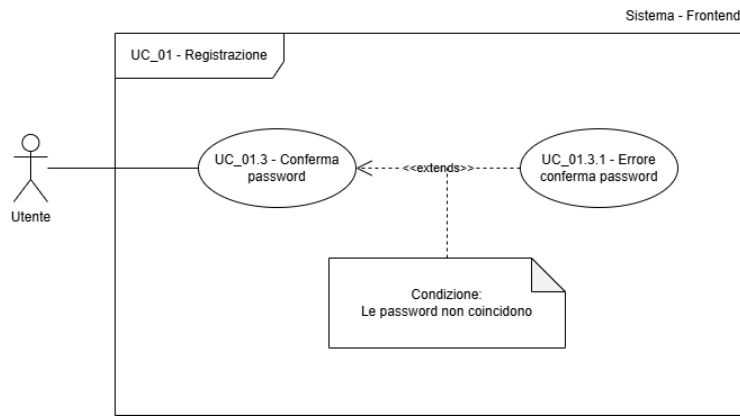 Sistema - Frontend
UC_01 - Registrazione
UC_01.3 - Conferma
password
<<extends>>
UC_01.3.1 - Errore
conferma password
Utente
Condizione:
Le password non coincidono